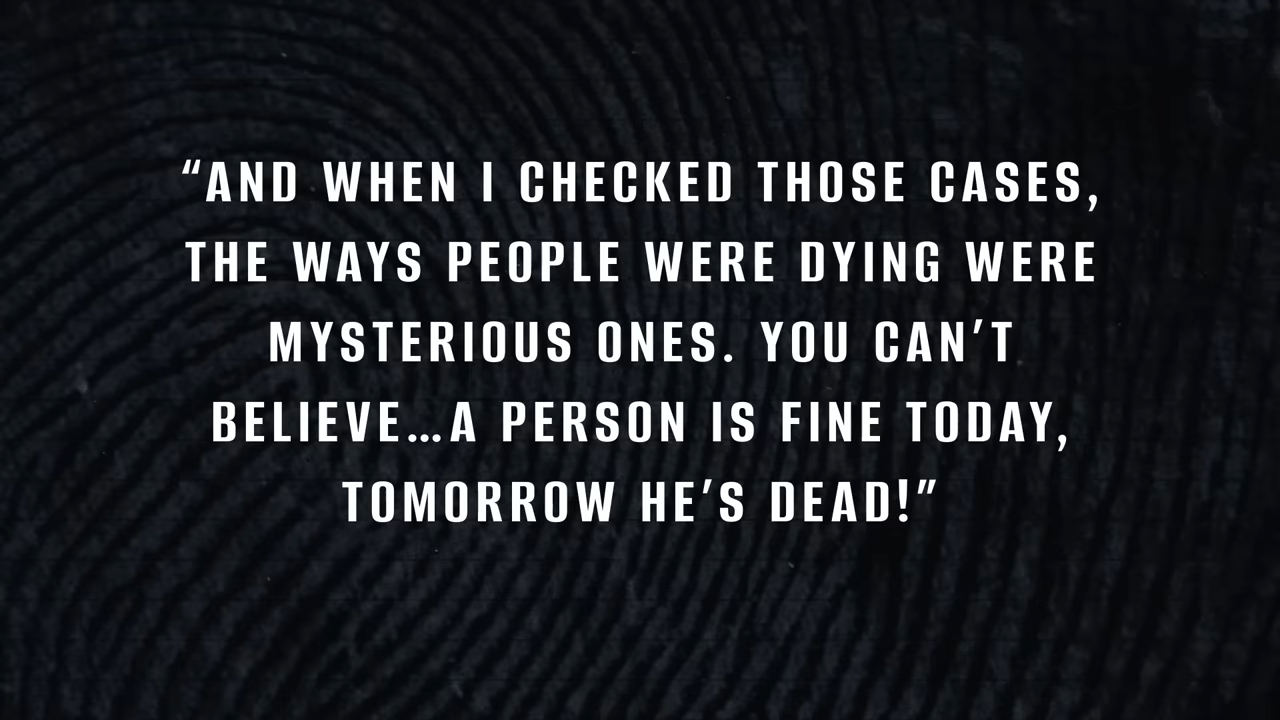 “AND WHEN I CHECKED THOSE CASES,
THE WAYS PEOPLE WERE DYING WERE
MYSTERIOUS ONES. YOU CAN’T
BELIEVE...A PERSON IS FINE TODAY,
TOMORROW HE’S DEAD!”